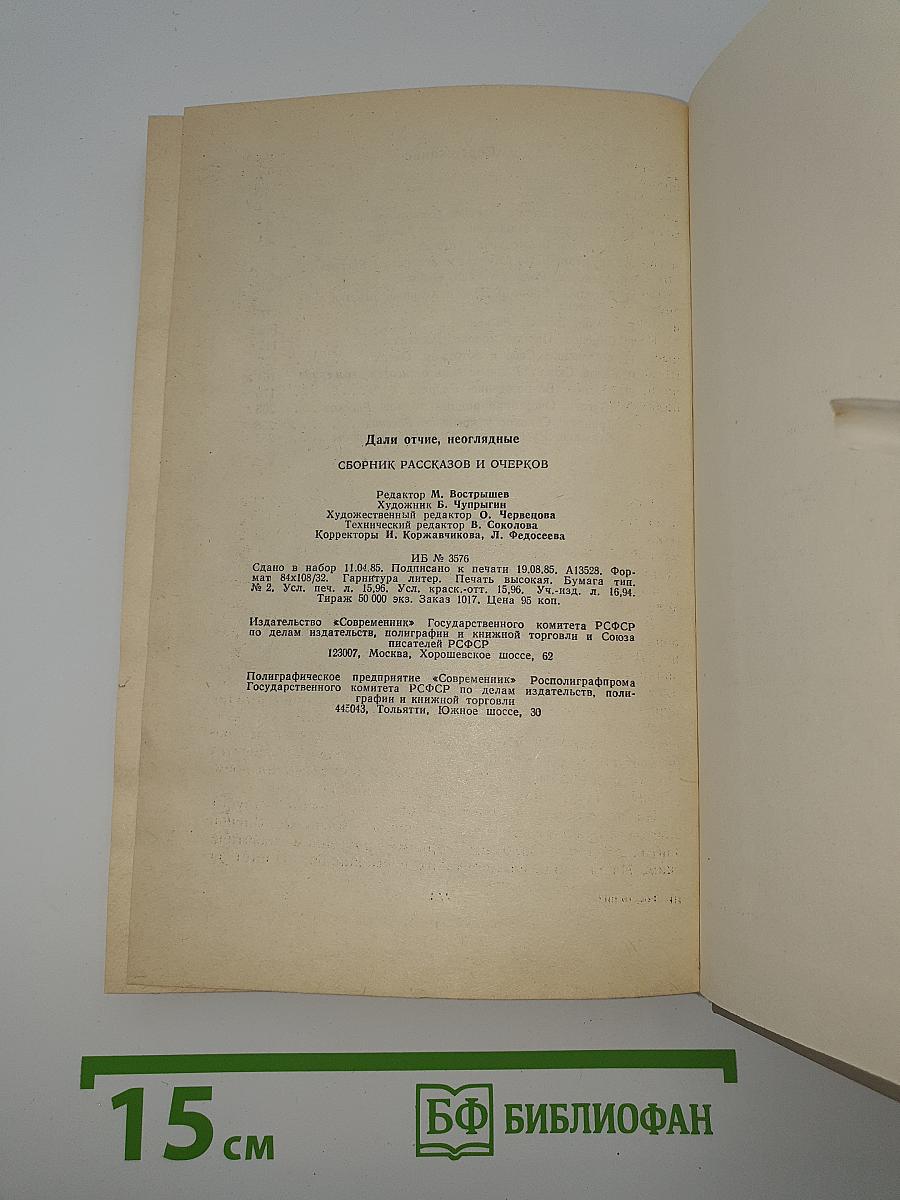 Дали отчие, неоглядные
СБОРНИК РАССКАЗОВ И ОЧЕРКОВ
Редактор М. Вострышев
Художник Б. Чупрыгин
Художественный редактор О. Червецова
Технический редактор В. Соколова
Корректоры И. Коржавчикова, Л. Федосеева
ИБ № 3576
Сдано в набор 11.04.85. Подписано к печати 19.08.85. А13528. Фор-
мат 84х108/32. Гарнитура литер. Печать высокая. Бумага тип.
№ 2. Усл. печ. л. 15,96. Усл. краск.-отт. 15,96. Уч.-изд. л. 16,94.
Тираж 50 000 экз. Заказ 1017. Цена 95 коп.
Издательство «Современник» Государственного комитета РСФСР
по делам издательств, полиграфии и книжной торговли и Союза
писателей РСФСР
123007, Москва, Хорошевское шоссе, 62
Полиграфическое предприятие «Современник» Росполиграфпрома
Государственного комитета РСФСР по делам издательств, поли-
графии и книжной торговли
445043, Тольятти, Южное шоссе, 30
15 см
БФ БИБЛИОФАН